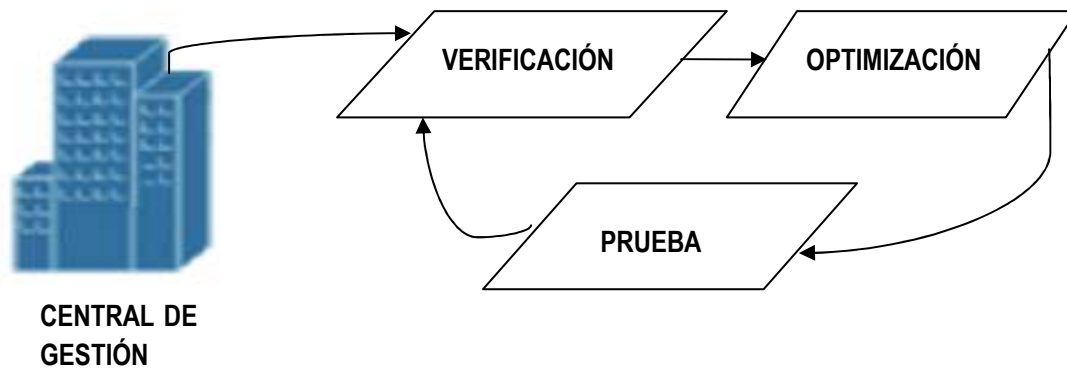 VERIFICACIÓN
OPTIMIZACIÓN
PRUEBA
CENTRAL DE
GESTIÓN